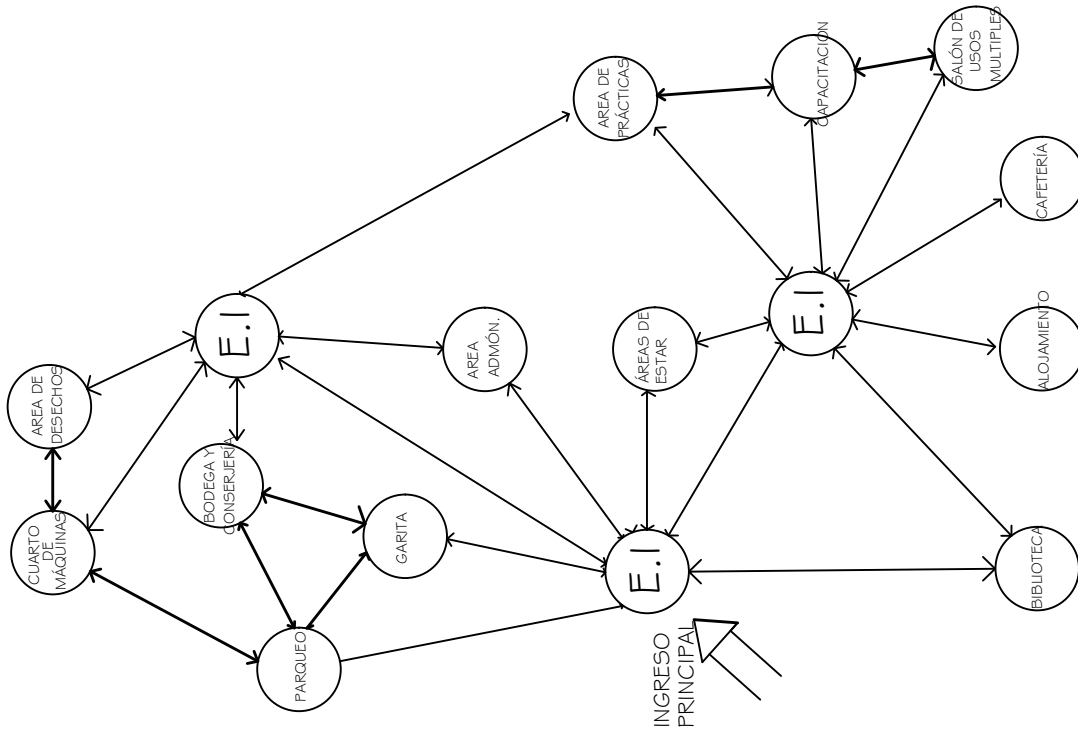 SALÓN DE
USOS
MULTIPLES
CAPACITACION
AREA DE
PRÁCTICAS
CAFETERÍA
E.I
AREA
ADMÓN.
ÁREAS DE
ESTAR
E.I
ALOJAMIENTO
AREA DE
DESECHOS
BODEGA Y
CONSERJERÍA
GARITA
CUARTO
DE
MÁQUINAS
E.I
BIBLIOTECA
PARQUEO
INGRESO
PRINCIPAL